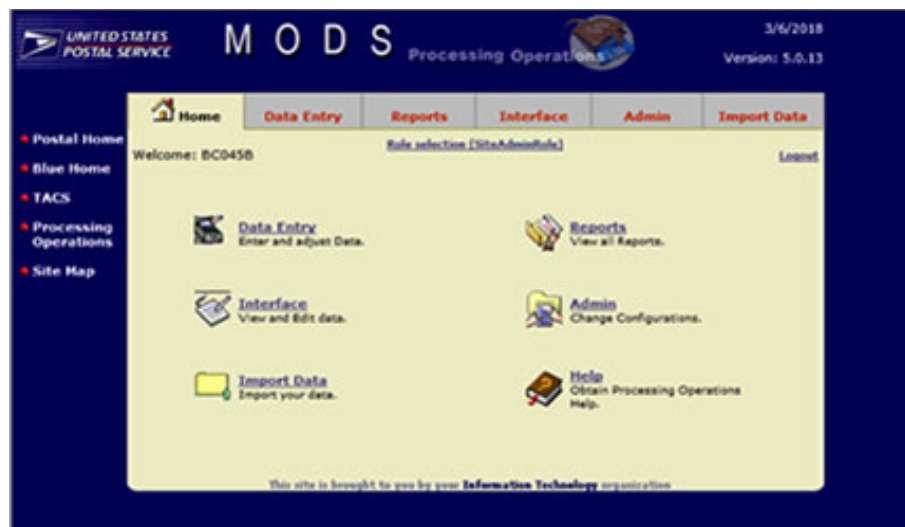 UNITED STATES
POSTAL SERVICE
M O D S
Processing Operations
3/6/2018
Version: 5.0.13
Home
Data Entry
Reports
Interface
Admin
Import Data
Postal Home
Blue Home
TACS
Processing
Operations
Site Map
Welcome: BC045B
Role selection [SiteAdminRole]
Logout
Data Entry
Enter and adjust Data.
Reports
View all Reports.
Interface
View and Edit data.
Admin
Change Configurations.
Import Data
Import your data.
Help
Obtain Processing Operations
Help.
This site is brought to you by your Information Technology organization